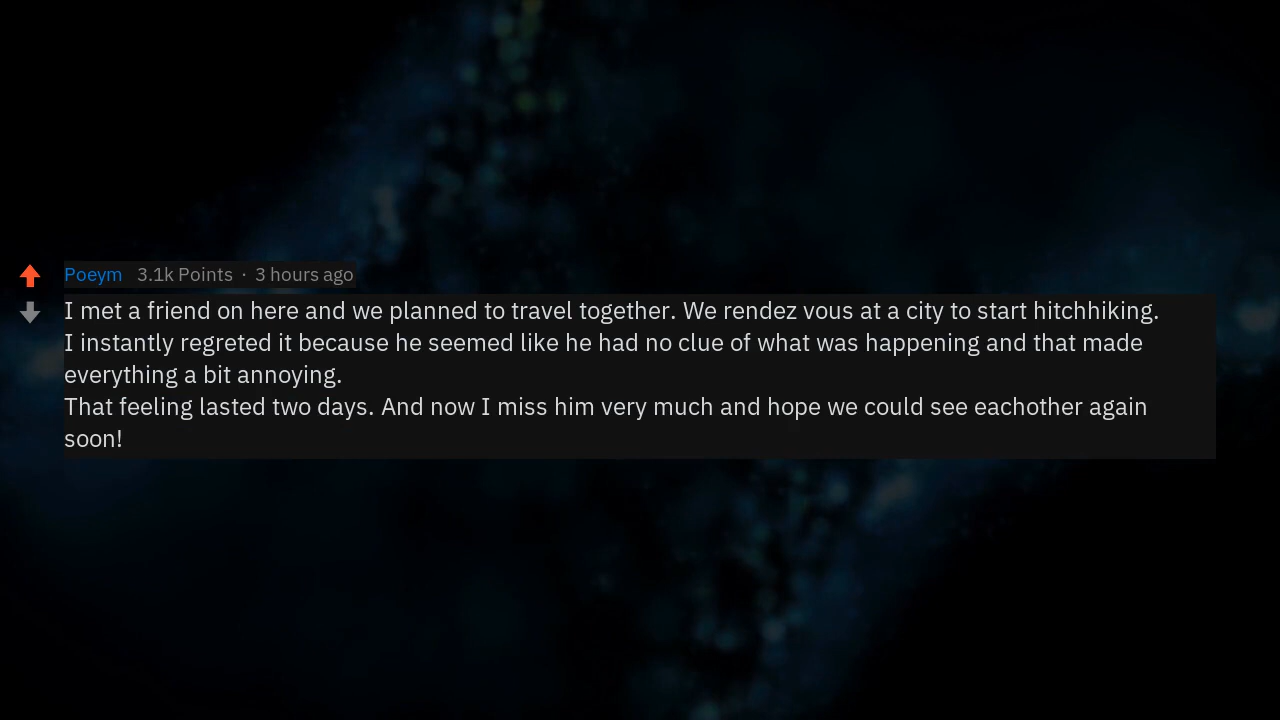 Poeym 3.1k Points · 3 hours ago
I met a friend on here and we planned to travel together. We rendez vous at a city to start hitchhiking.
I instantly regreted it because he seemed like he had no clue of what was happening and that made
everything a bit annoying.
That feeling lasted two days. And now I miss him very much and hope we could see eachother again
soon!